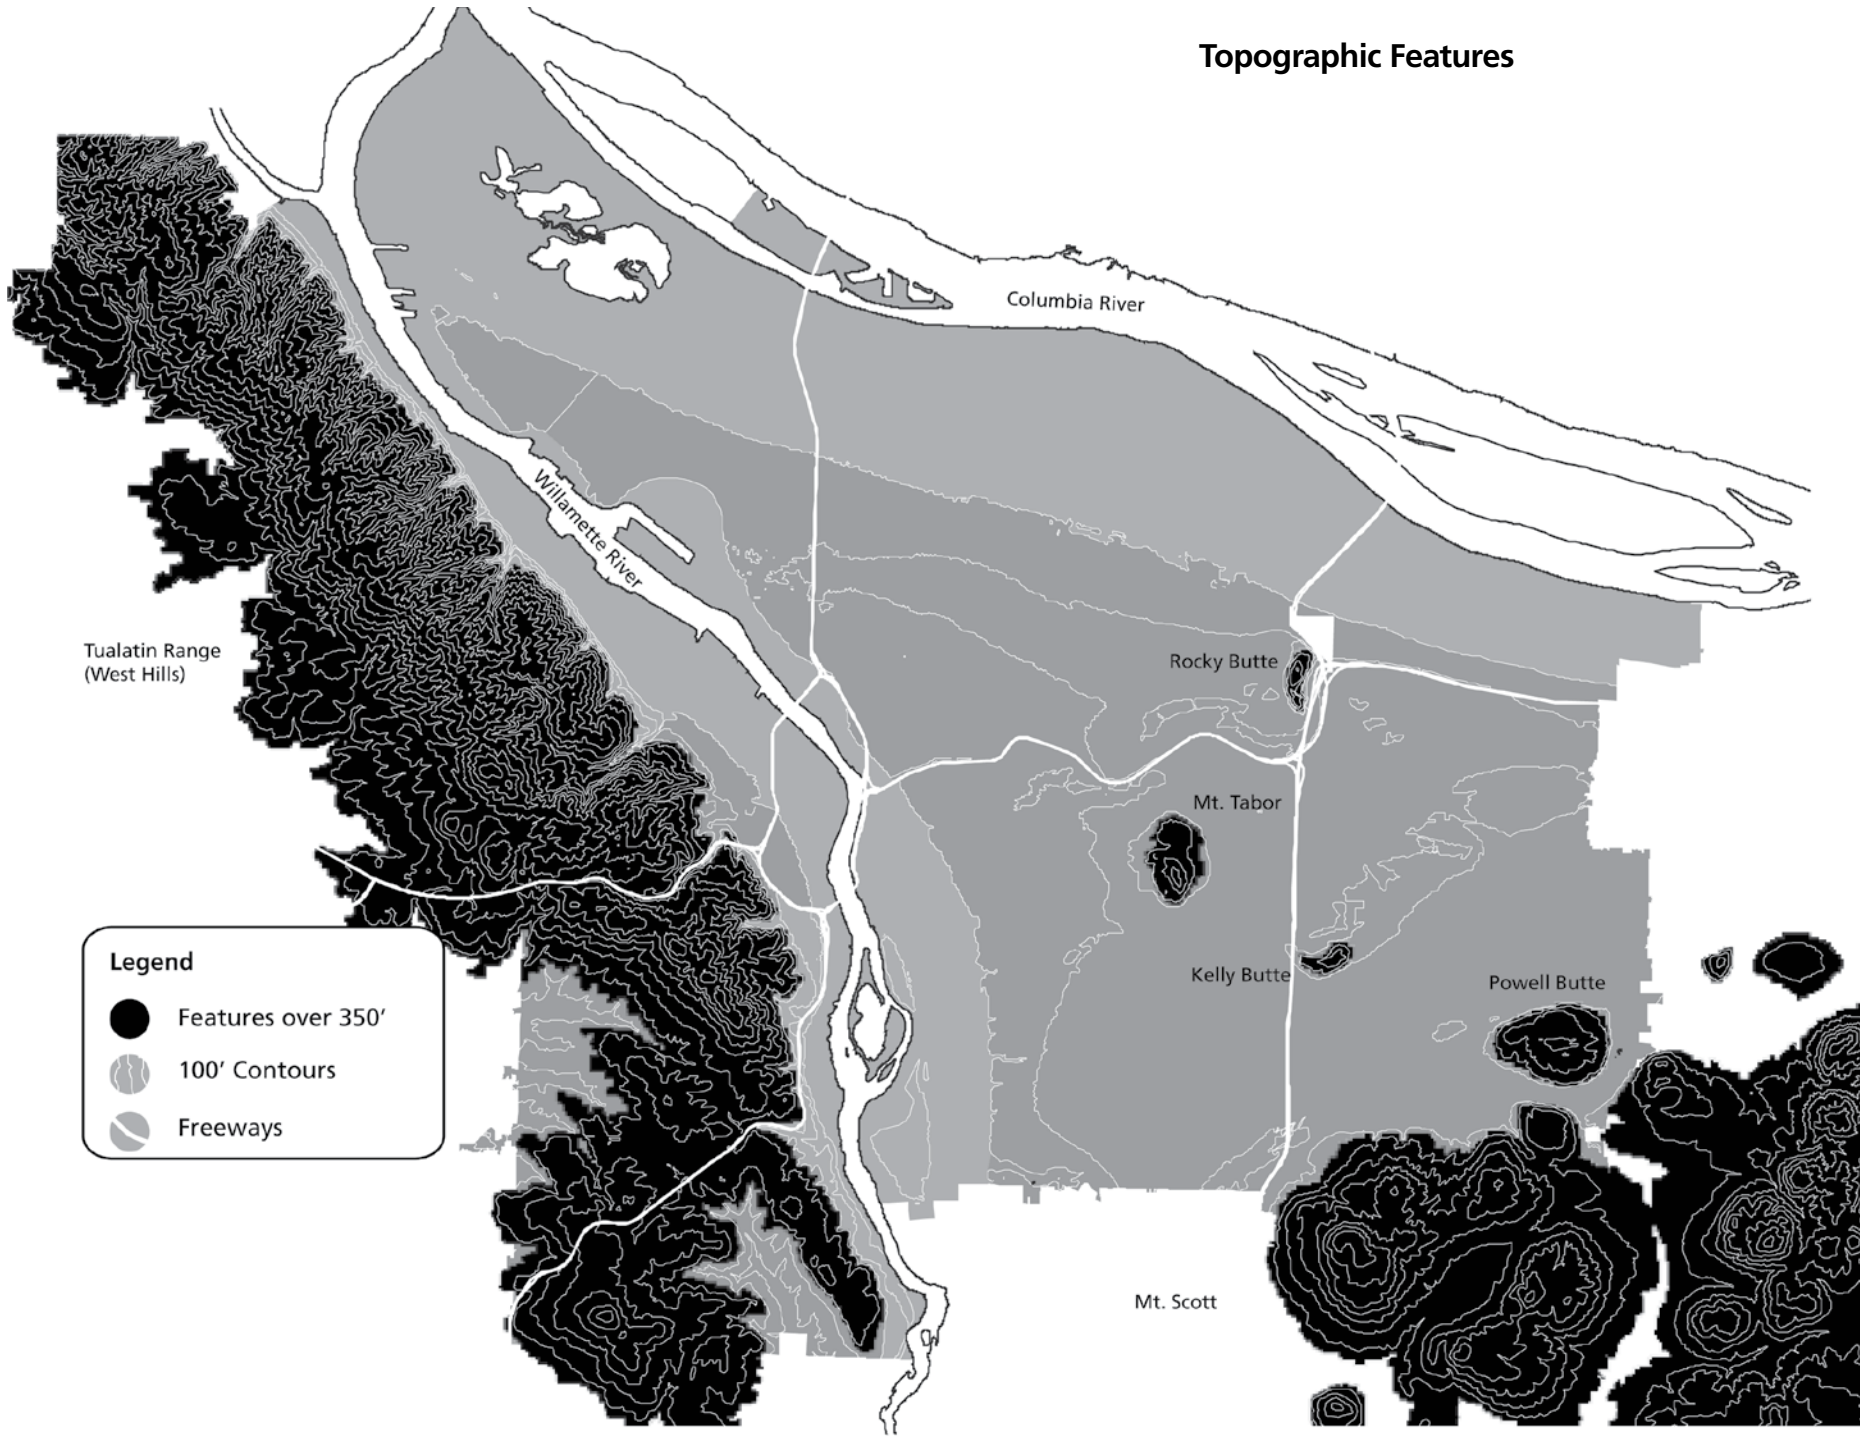 Topographic Features
Columbia River
Willamette River
Tualatin Range
(West Hills)
Rocky Butte
Mt. Tabor
Kelly Butte
Powell Butte
Legend
Features over 350′
100′ Contours
Freeways
Mt. Scott